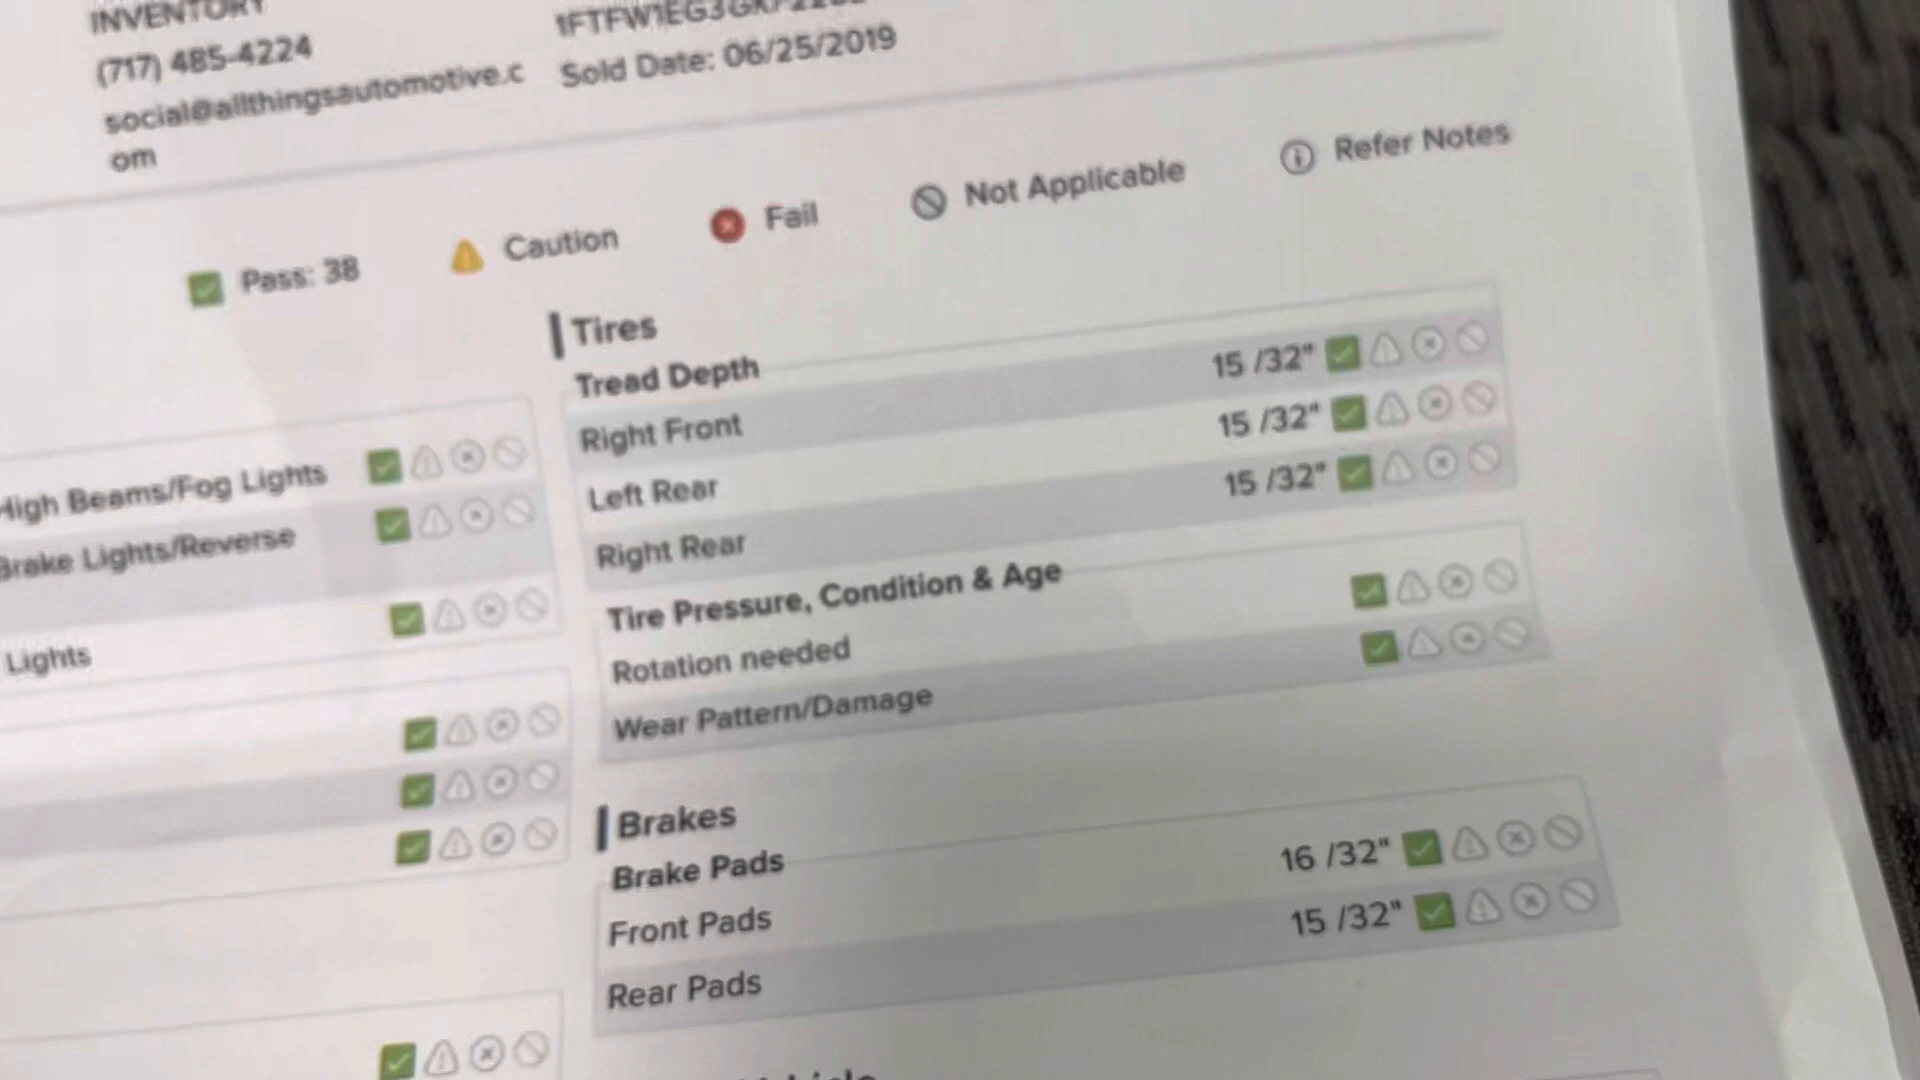 INVENTORY
(717) 485-4224
social@allthingsautomotive.c
om
Sold Date: 06/25/2019
Pass: 38
Caution
Fail
Not Applicable
Refer Notes
High Beams/Fog Lights
Brake Lights/Reverse
Lights
Tires
Tread Depth
Right Front 15 /32"
Left Rear 15 /32"
Right Rear 15 /32"
Tire Pressure, Condition & Age
Rotation needed
Wear Pattern/Damage
Brakes
Brake Pads
Front Pads 16 /32"
Rear Pads 15 /32"